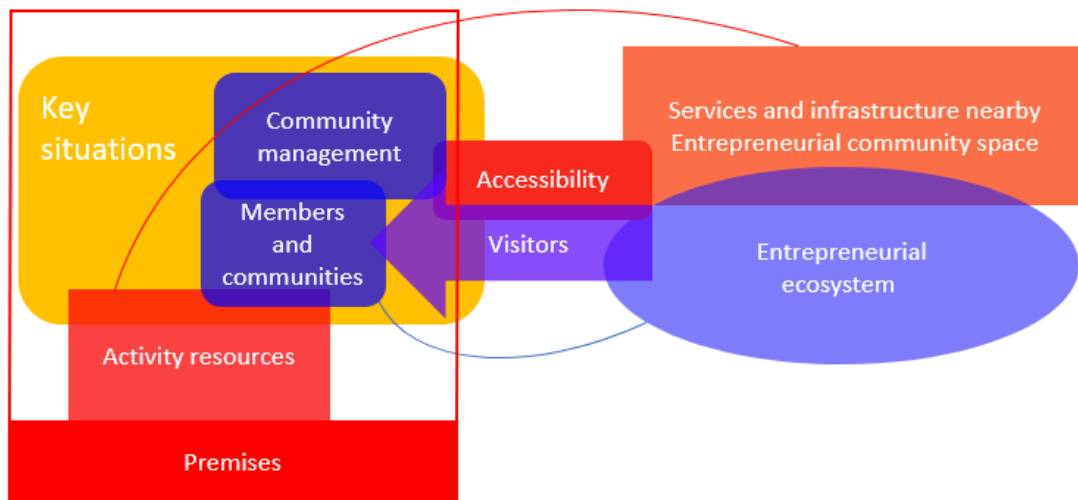 Key
situations
Community
management
Members
and
communities
Activity resources
Premises
Accessibility
Visitors
Services and infrastructure nearby
Entrepreneurial community space
Entrepreneurial
ecosystem